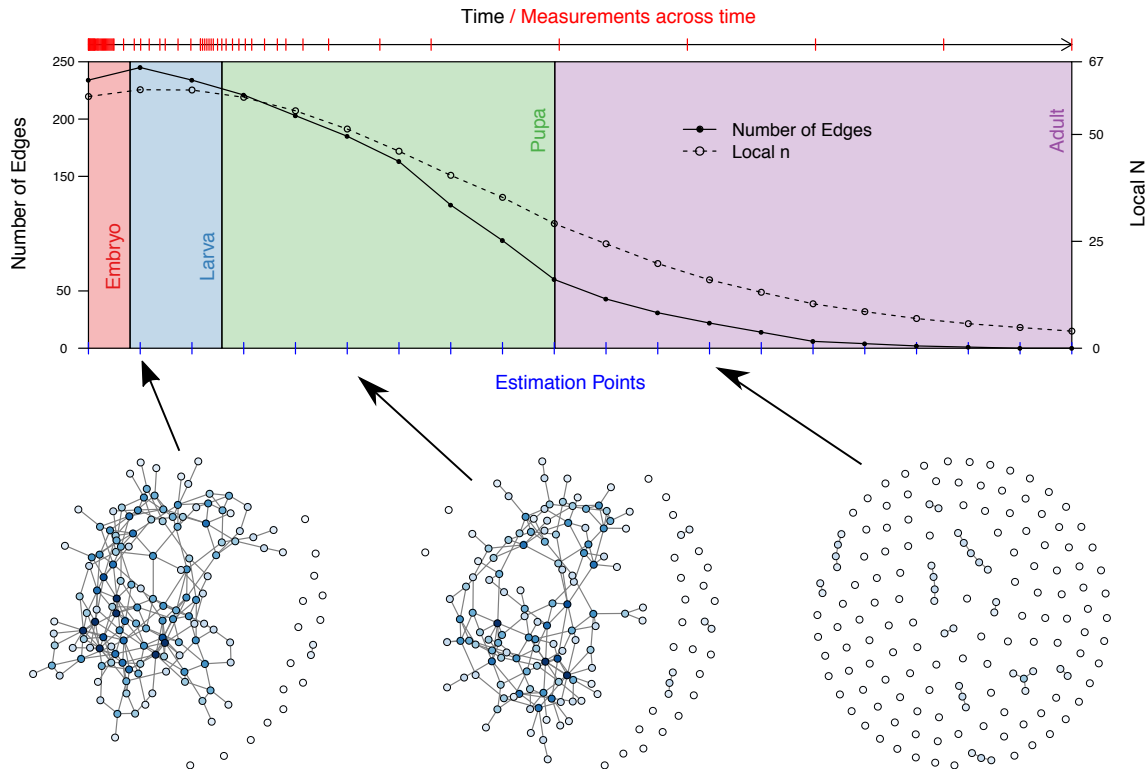 Time / Measurements across time
250
200
150
50
0
Number of Edges
67
50
25
0
Local N
Embryo
Larva
Pupa
Adult
Number of Edges
Local n
Estimation Points